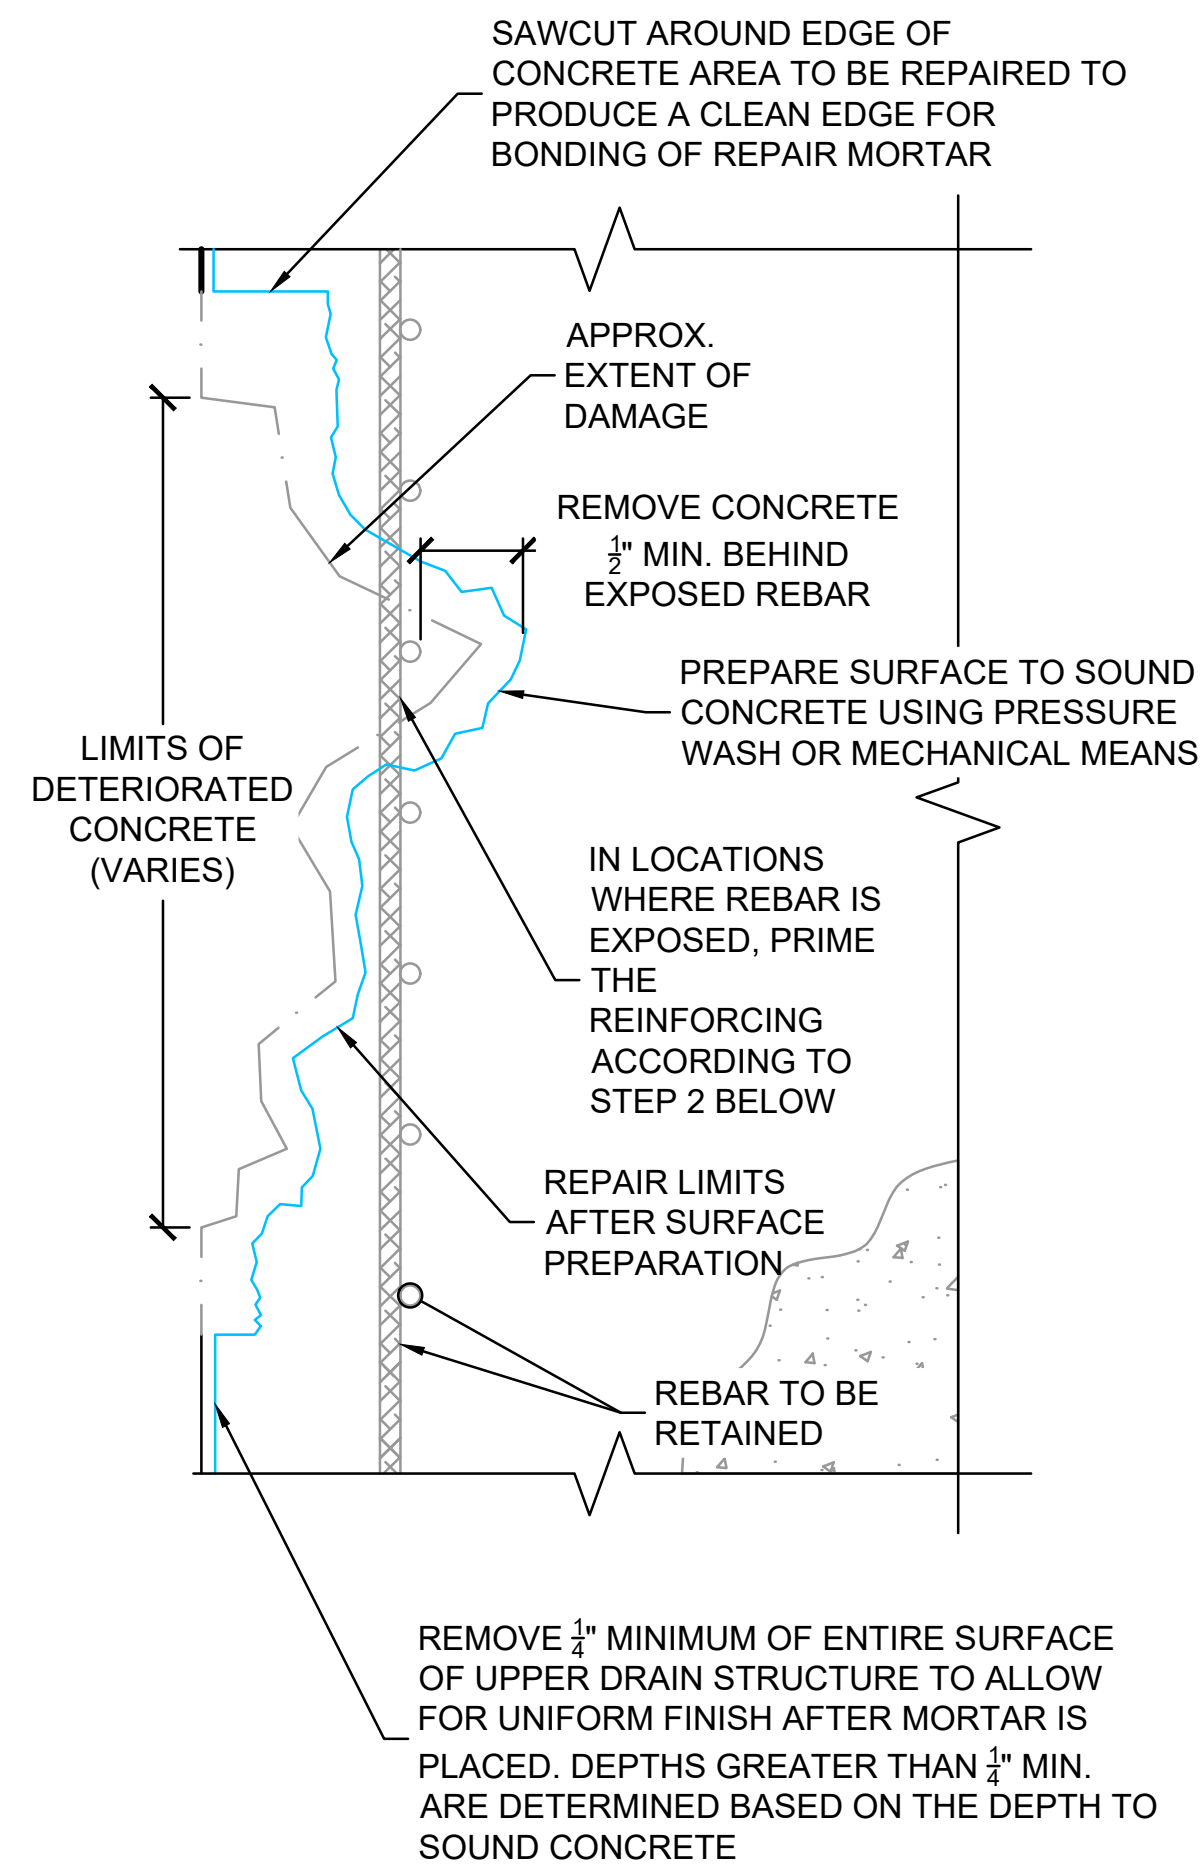 SAWCUT AROUND EDGE OF
CONCRETE AREA TO BE REPAIRED TO
PRODUCE A CLEAN EDGE FOR
BONDING OF REPAIR MORTAR
APPROX.
EXTENT OF
DAMAGE
REMOVE CONCRETE
1/2" MIN. BEHIND
EXPOSED REBAR
PREPARE SURFACE TO SOUND
CONCRETE USING PRESSURE
WASH OR MECHANICAL MEANS
LIMITS OF
DETERIORATED
CONCRETE
(VARIES)
IN LOCATIONS
WHERE REBAR IS
EXPOSED, PRIME
THE
REINFORCING
ACCORDING TO
STEP 2 BELOW
REPAIR LIMITS
AFTER SURFACE
PREPARATION
REBAR TO BE
RETAINED
REMOVE 1/4" MINIMUM OF ENTIRE SURFACE
OF UPPER DRAIN STRUCTURE TO ALLOW
FOR UNIFORM FINISH AFTER MORTAR IS
PLACED. DEPTHS GREATER THAN 1/4" MIN.
ARE DETERMINED BASED ON THE DEPTH TO
SOUND CONCRETE